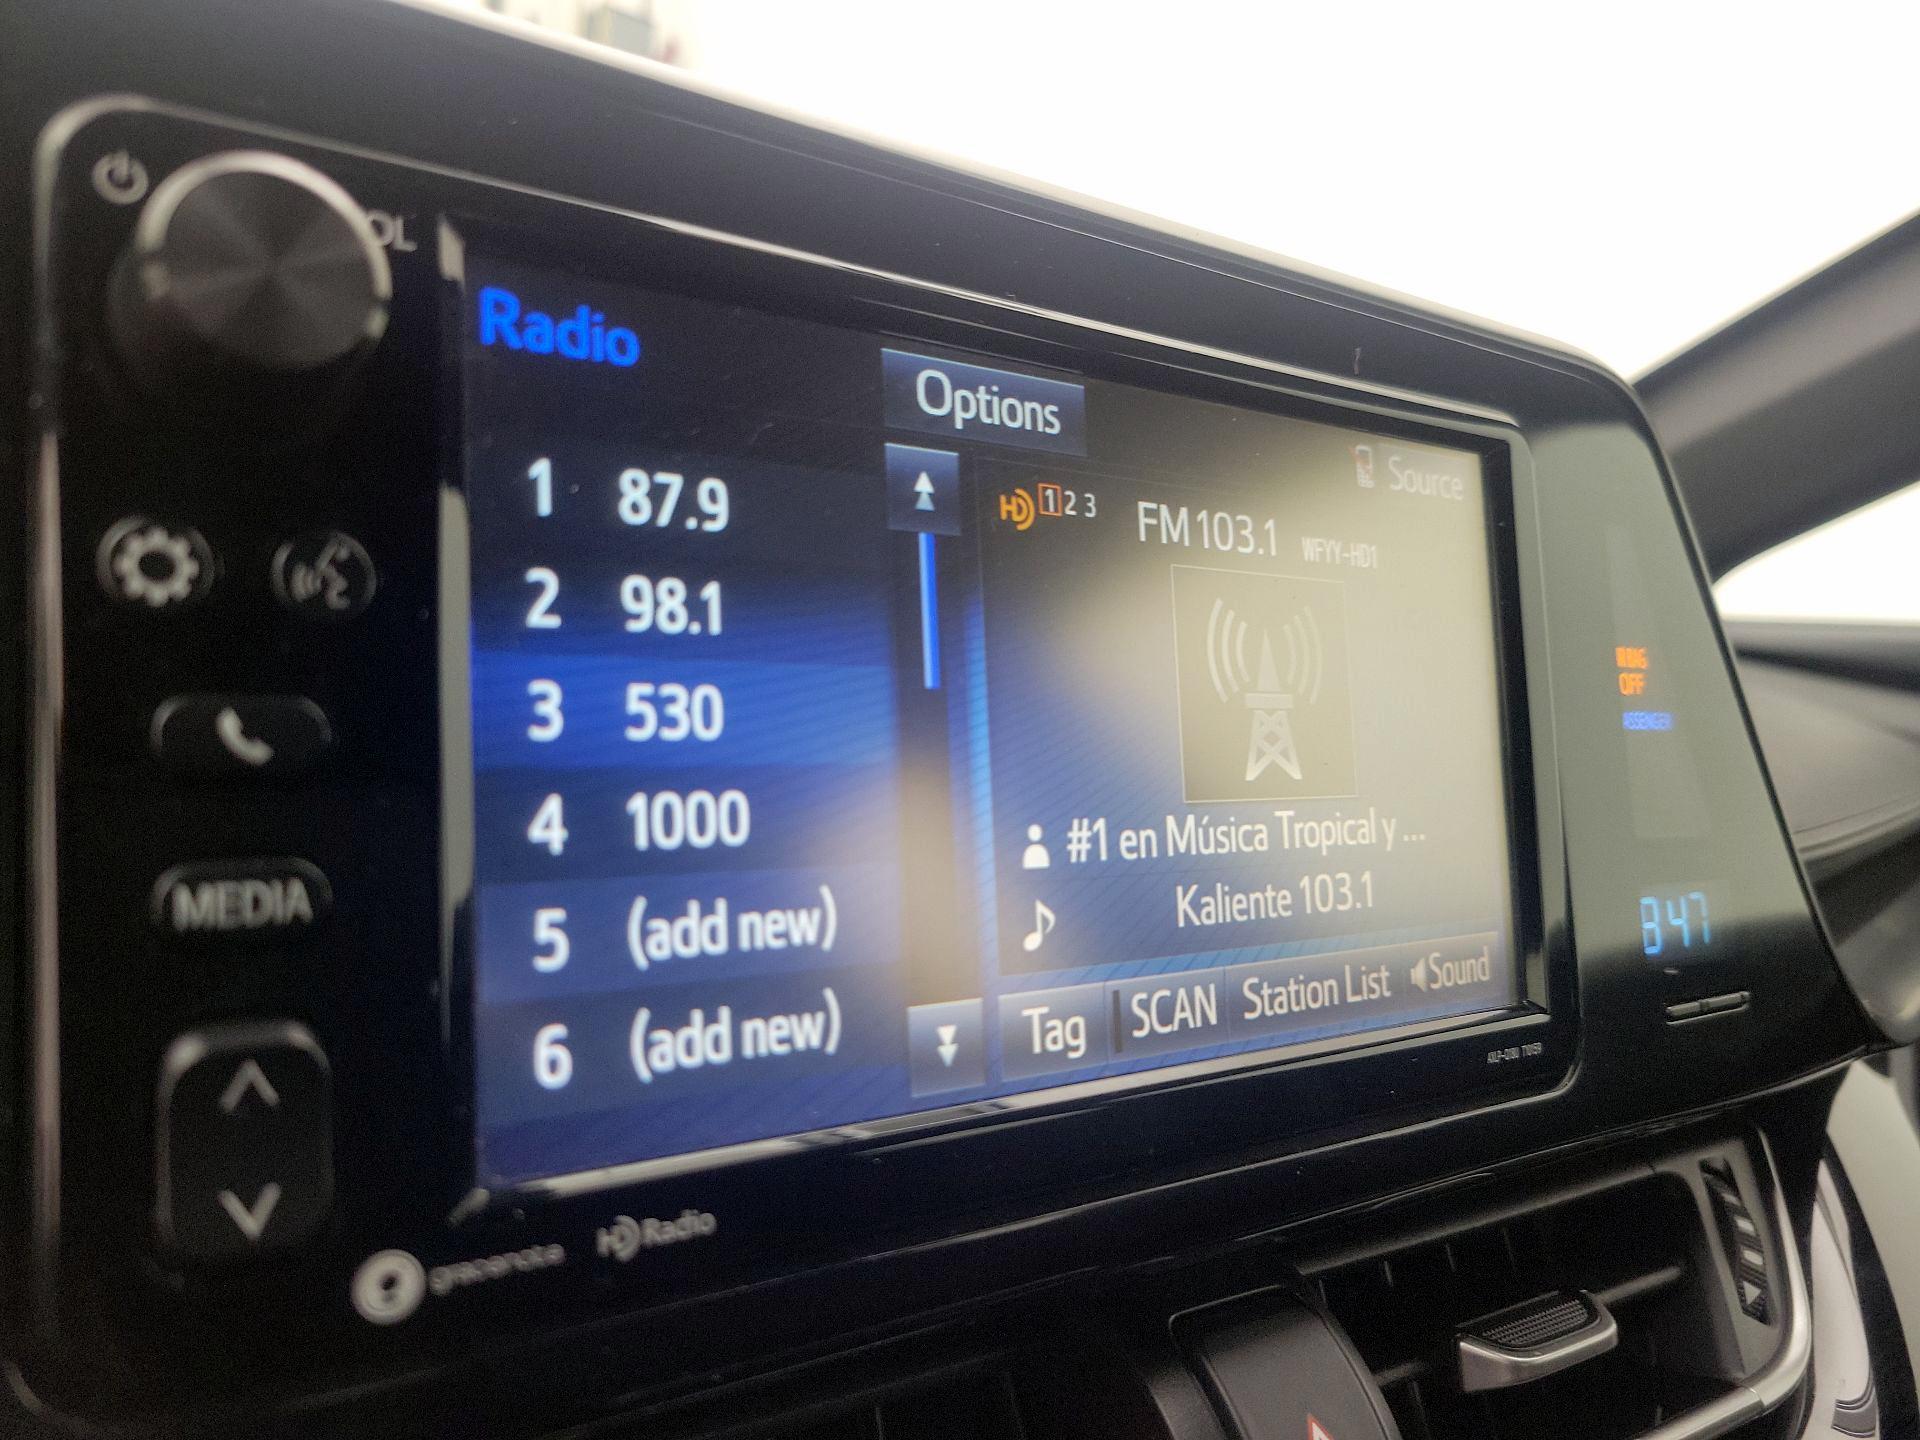 OL
Radio
Options
Source
1 87.9
2 98.1
3 530
4 1000
5 (add new)
6 (add new)
HD 1 2 3
FM 103.1 WFYY-HD1
#1 en Música Tropical y ...
Kaliente 103.1
Tag SCAN Station List Sound
MEDIA
gracenote HD Radio
BAG
OFF
8:47